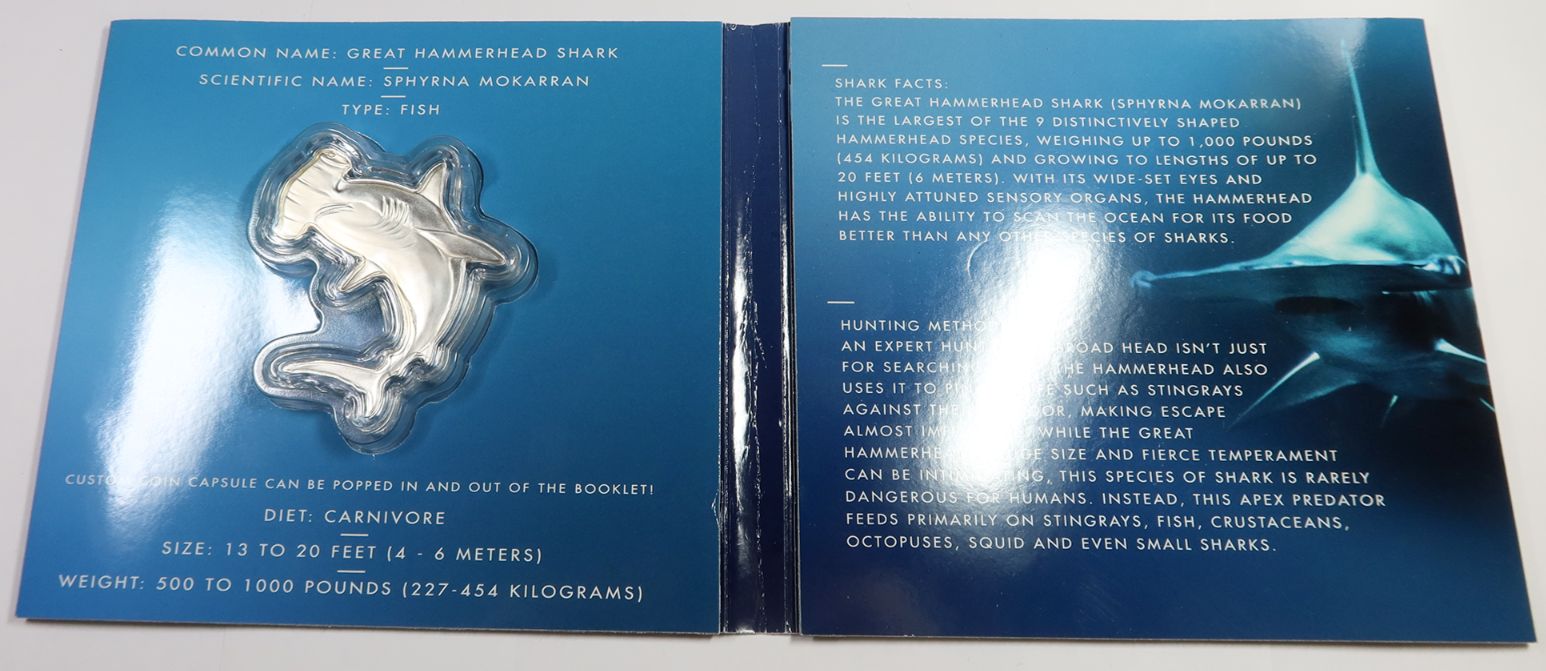 COMMON NAME: GREAT HAMMERHEAD SHARK
SCIENTIFIC NAME: SPHYRNA MOKARRAN
TYPE: FISH
CUSTOM COIN CAPSULE CAN BE POPPED IN AND OUT OF THE BOOKLET!
DIET: CARNIVORE
SIZE: 13 TO 20 FEET (4 - 6 METERS)
WEIGHT: 500 TO 1000 POUNDS (227-454 KILOGRAMS)
SHARK FACTS:
THE GREAT HAMMERHEAD SHARK (SPHYRNA MOKARRAN)
IS THE LARGEST OF THE 9 DISTINCTIVELY SHAPED
HAMMERHEAD SPECIES, WEIGHING UP TO 1,000 POUNDS
(454 KILOGRAMS) AND GROWING TO LENGTHS OF UP TO
20 FEET (6 METERS). WITH ITS WIDE-SET EYES AND
HIGHLY ATTUNED SENSORY ORGANS, THE HAMMERHEAD
HAS THE ABILITY TO SCAN THE OCEAN FOR ITS FOOD
BETTER THAN ANY OTHER SPECIES OF SHARKS.
HUNTING
AN EXPERT BROAD HEAD ISN'T JUST
FOR SEARCHING THE HAMMERHEAD ALSO
USES IT TO SUCH AS STINGRAYS
AGAINST THE MAKING ESCAPE
ALMOST WHILE THE GREAT
SIZE AND FIERCE TEMPERAMENT
CAN BE THIS SPECIES OF SHARK IS RARELY
DANGEROUS FOR HUMANS. INSTEAD, THIS APEX PREDATOR
FEEDS PRIMARILY ON STINGRAYS, FISH, CRUSTACEANS,
OCTOPUSES, SQUID AND EVEN SMALL SHARKS.